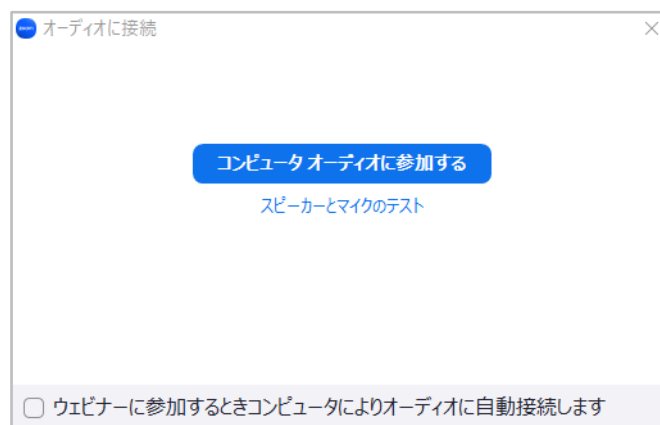 オーディオに接続
コンピュータ オーディオに参加する
スピーカーとマイクのテスト
ウェビナーに参加するときコンピュータによりオーディオに自動接続します